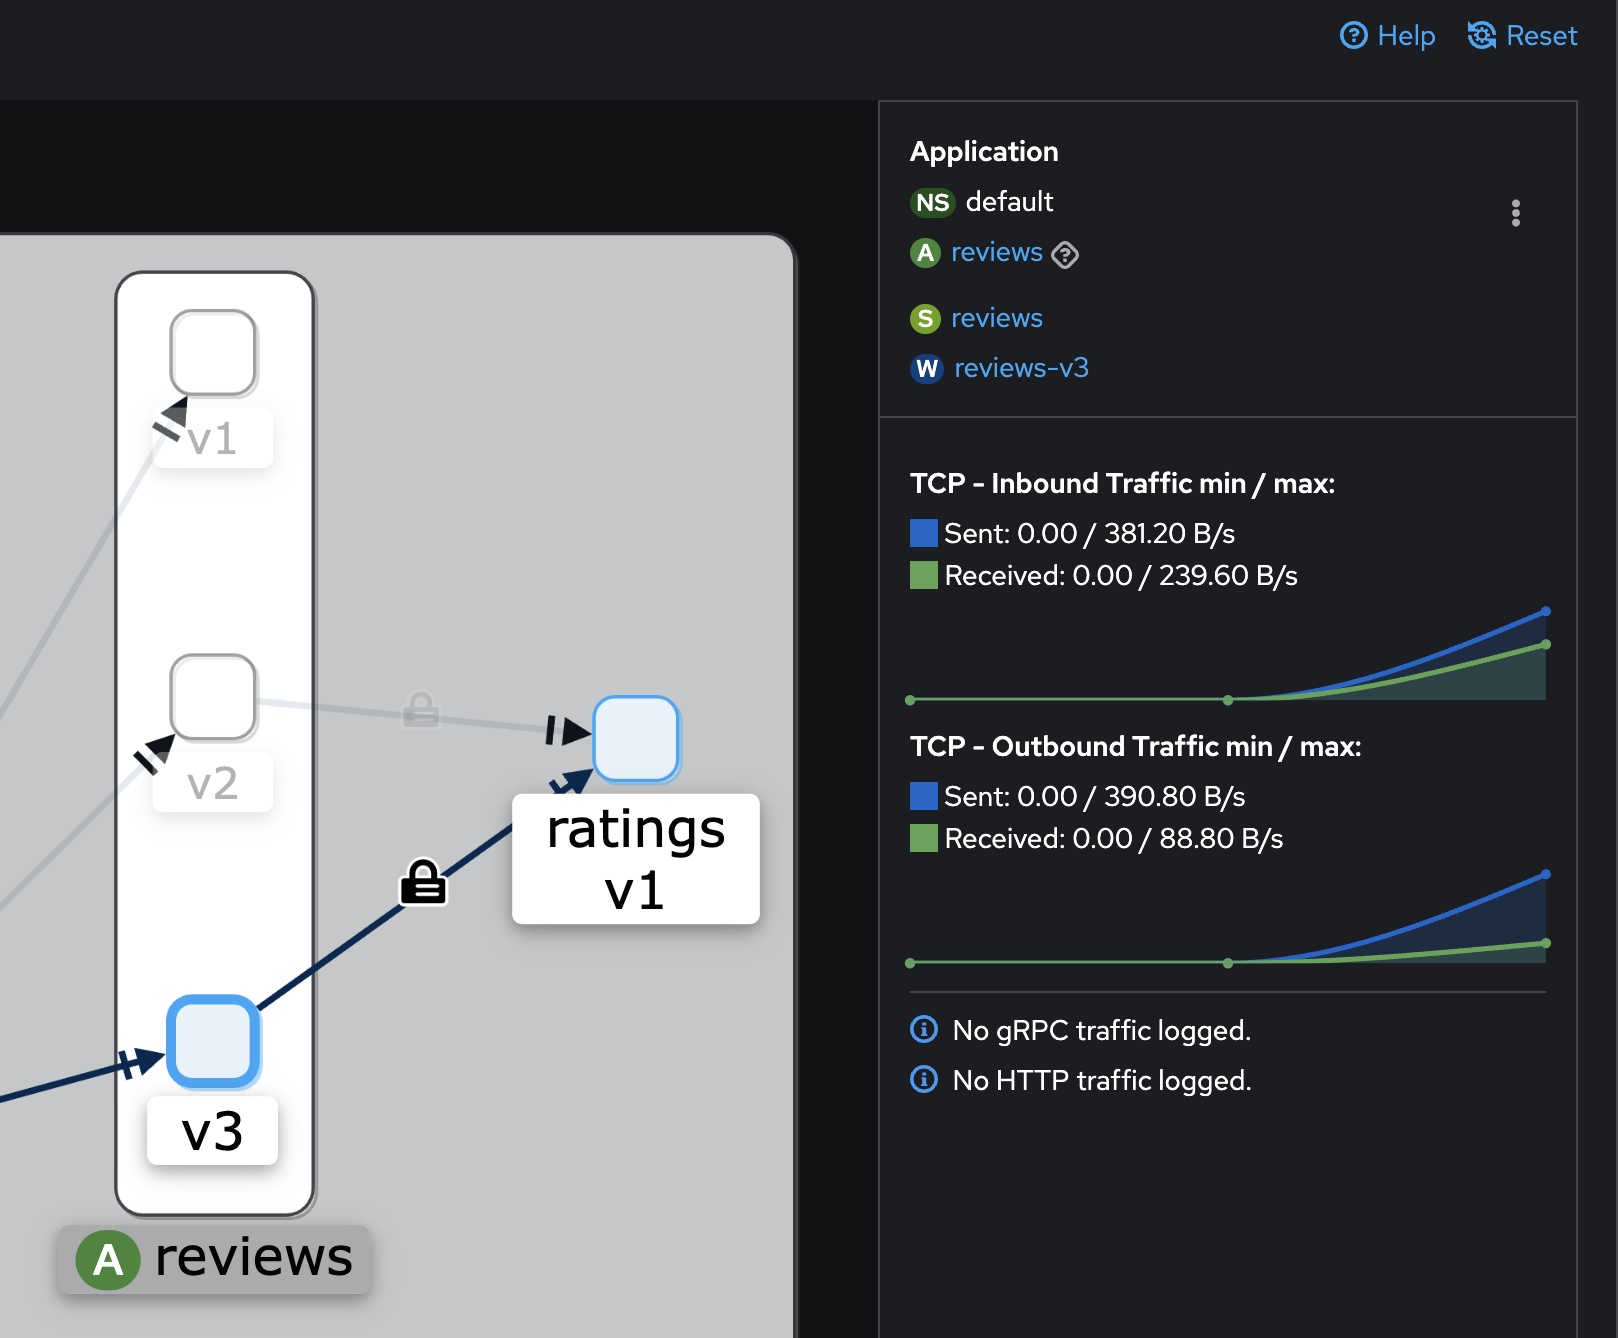 Help
Reset
Application
NS default
A reviews
S reviews
W reviews-v3
TCP - Inbound Traffic min / max:
Sent: 0.00 / 381.20 B/s
Received: 0.00 / 239.60 B/s
TCP - Outbound Traffic min / max:
Sent: 0.00 / 390.80 B/s
Received: 0.00 / 88.80 B/s
No gRPC traffic logged.
No HTTP traffic logged.
v1
v2
ratings
v1
v3
A reviews